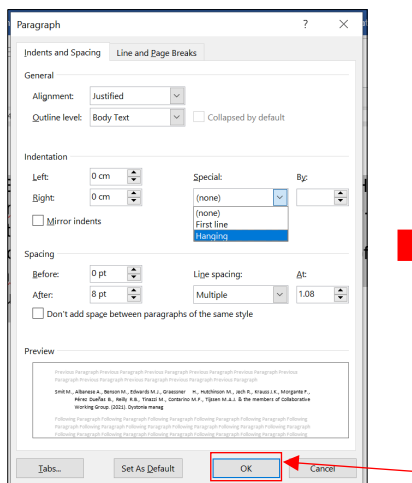 Paragraph ? ×
Indents and Spacing Line and Page Breaks
General
Alignment: Justified
Outline level: Body Text Collapsed by default
Indentation
Left: 0 cm Special: By:
Right: 0 cm (none)
(none)
Mirror indents First line
Hanging
Spacing
Before: 0 pt Line spacing: At:
After: 8 pt Multiple 1.08
Don't add space between paragraphs of the same style
Preview
Previous Paragraph Previous Paragraph Previous Paragraph Previous Paragraph Previous Paragraph Previous
Paragraph Previous Paragraph Previous Paragraph Previous Paragraph Previous Paragraph
Smit M., Albanese A., Benson M., Edwards M.J., Graessner H., Hutchinson M., Jech R., Krauss J.K., Morgante F.,
Pérez Dueñas B., Reilly R.B., Tinazzi M., Contarino M.F., Tijssen M.A.J. & the members of Collaborative
Working Group. (2021). Dystonia manag
Following Paragraph Following Paragraph Following Paragraph Following Paragraph Following Paragraph
Following Paragraph Following Paragraph Following Paragraph Following Paragraph Following Paragraph
Following Paragraph Following Paragraph Following Paragraph Following Paragraph Following Paragraph
Tabs... Set As Default OK Cancel